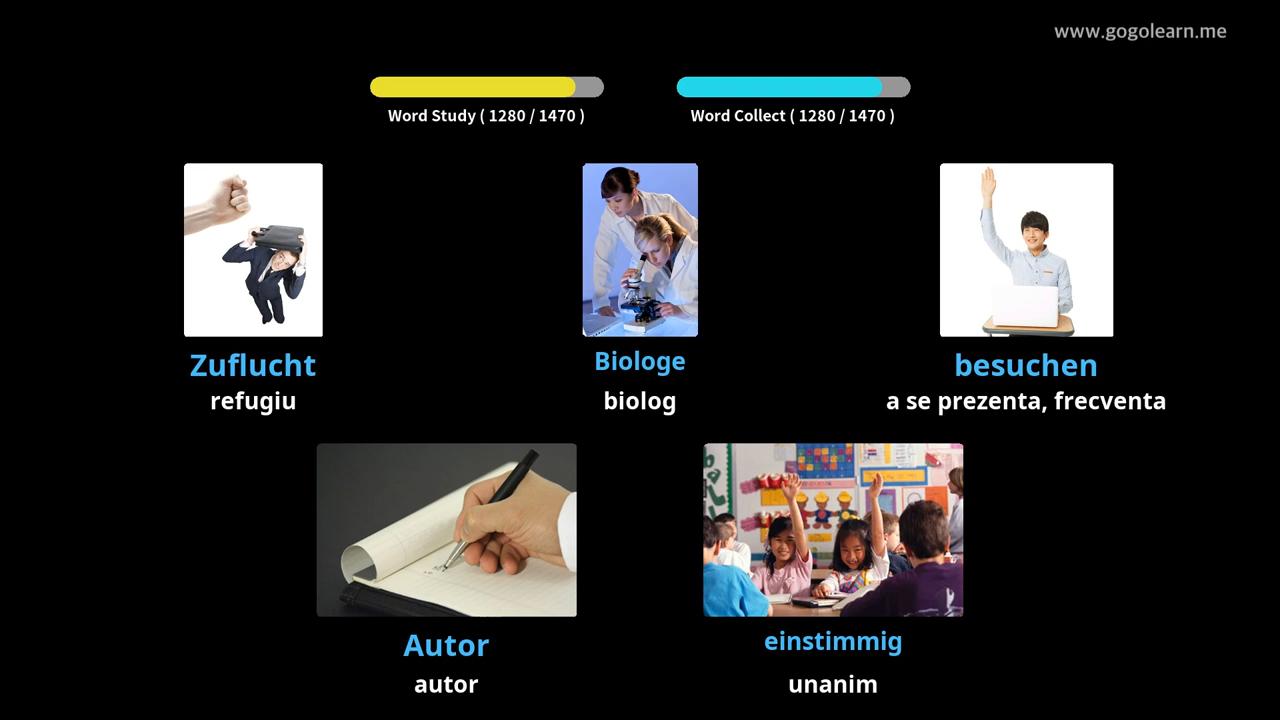 www.gogolearn.me
Word Study ( 1280 / 1470 )
Word Collect ( 1280 / 1470 )
Zuflucht
refugiu
Biologe
biolog
besuchen
a se prezenta, frecventa
Autor
autor
einstimmig
unanim